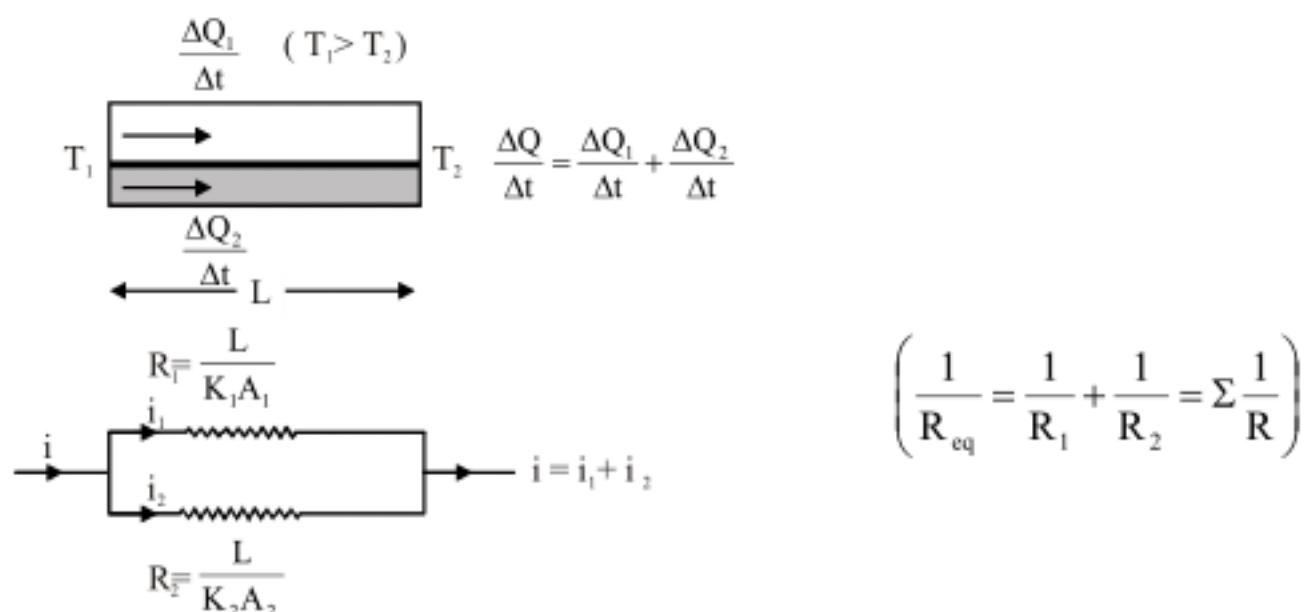 ΔQ₁/Δt ( T₁> T₂)
T₁ T₂ ΔQ/Δt = ΔQ₁/Δt + ΔQ₂/Δt
ΔQ₂/Δt
L
R₁= L/K₁A₁
(1/R_eq = 1/R₁ + 1/R₂ = Σ 1/R)
i₁
i
i = i₁+ i₂
i₂
R₂= L/K₂A₂